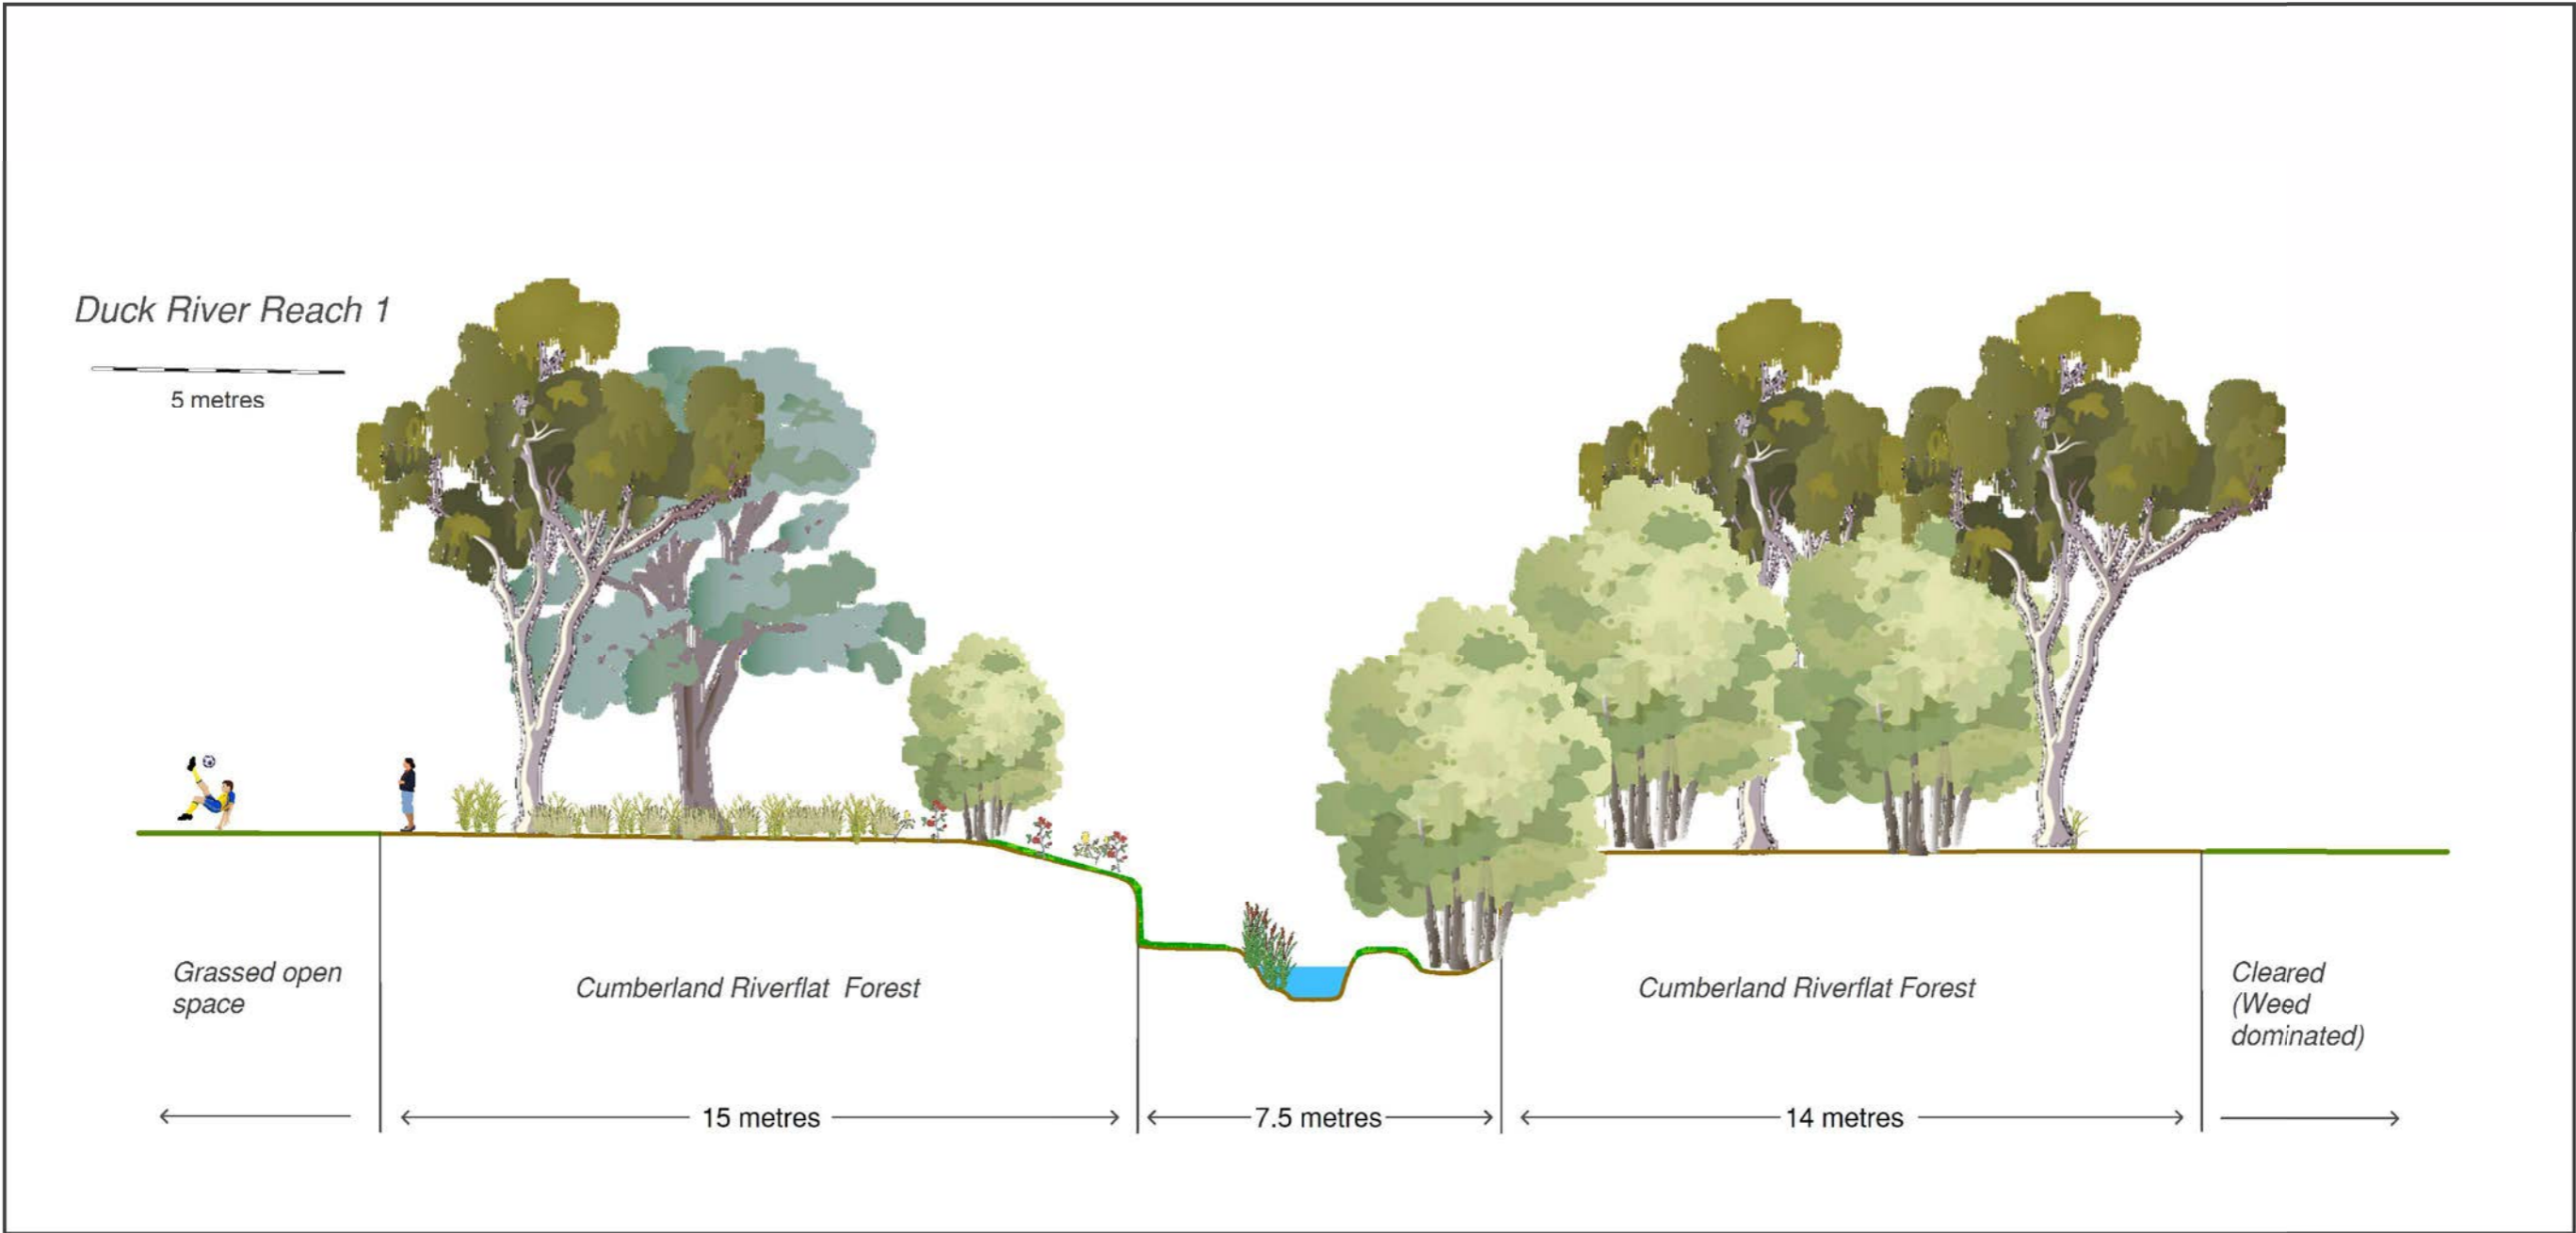 Duck River Reach 1
5 metres
Grassed open
space
Cumberland Riverflat Forest
Cumberland Riverflat Forest
Cleared
(Weed
dominated)
15 metres
7.5 metres
14 metres